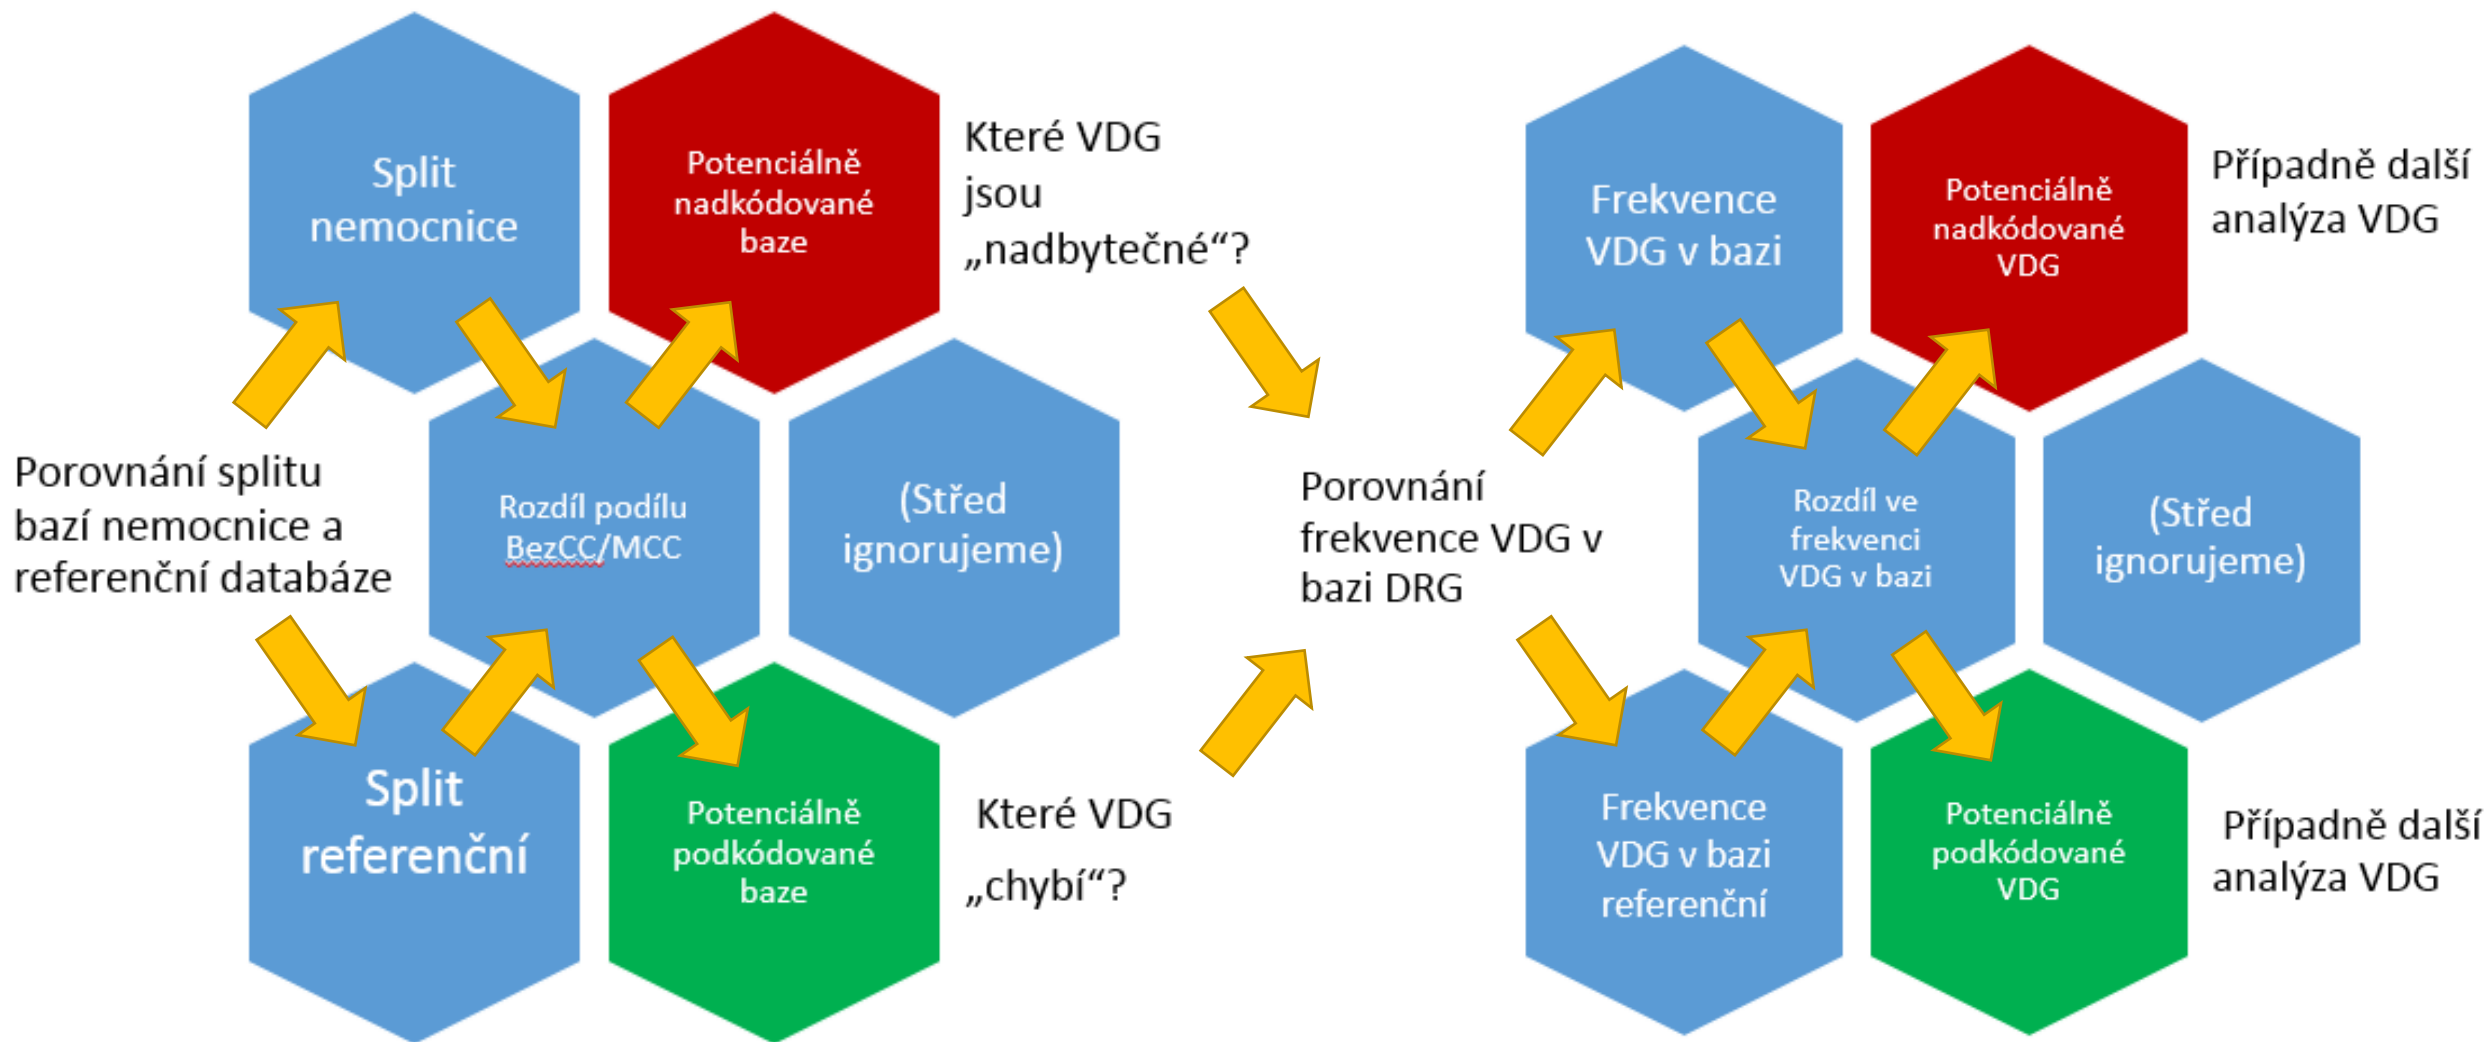 Porovnání splitu
bazí nemocnice a
referenční databáze
Split
nemocnice
Split
referenční
Rozdíl podílu
BezCC/MCC
Potenciálně
nadkódované
baze
(Střed
ignorujeme)
Potenciálně
podkódované
baze
Které VDG
jsou
„nadbytečné“?
Které VDG
„chybí“?
Porovnání
frekvence VDG v
bazi DRG
Frekvence
VDG v bazi
Frekvence
VDG v bazi
referenční
Rozdíl ve
frekvenci
VDG v bazi
Potenciálně
nadkódované
VDG
(Střed
ignorujeme)
Potenciálně
podkódované
VDG
Případně další
analýza VDG
Případně další
analýza VDG